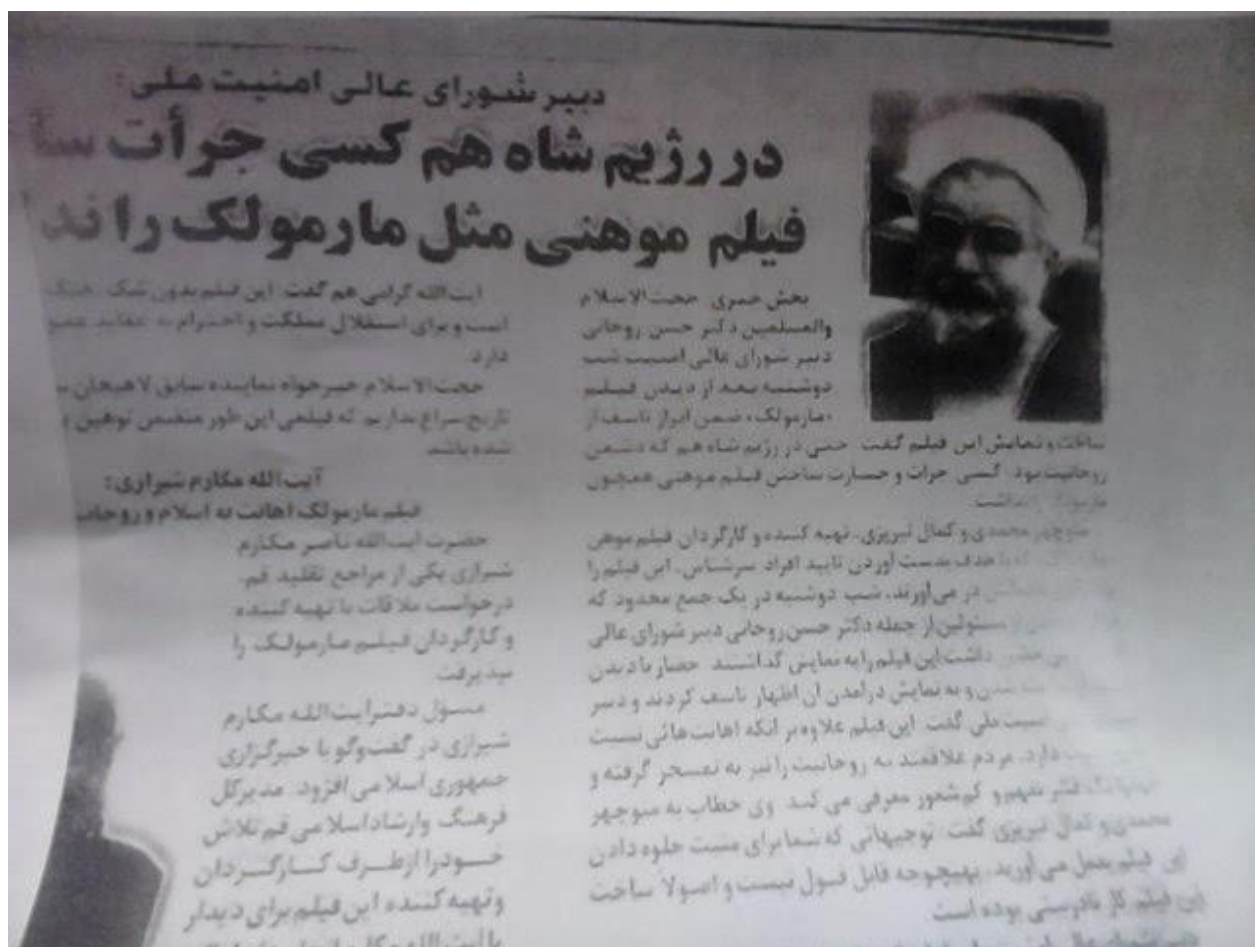 دبیر شورای عالی امنیت ملی:
در رژیم شاه هم کسی جرأت
فیلم موهنی مثل مارمولک را
بخش خبری حجت‌الاسلام
والمسلمین دکتر حسن روحانی
دبیر شورای عالی امنیت شب
دوشنبه بعد از دیدن فیلم
«مارمولک» ضمن ابراز تاسف از
ساخت و نمایش این فیلم گفت حتی در رژیم شاه هم که دشمن
روحانیت بود، کسی جرات و جسارت ساختن فیلم موهنی همچون
منوچهر محمدی و کمال تبریزی، تهیه کننده و کارگردان فیلم موهن
هدف بدست آوردن تایید افراد سرشناس، این فیلم را
در می‌آورند، شب دوشنبه در یک جمع محدود که
مسئولین از جمله دکتر حسن روحانی دبیر شورای عالی
داشت این فیلم را به نمایش گذاشتند حضار با دیدن
شدن و به نمایش درآمدن آن اظهار تاسف کردند و دبیر
ملی گفت این فیلم علاوه بر آنکه اهانت هائی نسبت
دارد، مردم علاقمند به روحانیت را نیز به تمسخر گرفته و
قشر نفهم و کم‌شعور معرفی می کند وی خطاب به منوچهر
محمدی و کمال تبریزی گفت توجیهاتی که شما برای مثبت جلوه دادن
این فیلم بعمل می‌آورید، بهیچوجه قابل قبول نیست و اصولا ساخت
این فیلم کار نادرستی بوده است
آیت‌الله گرامی هم گفت این فیلم بدون شک
است و برای استقلال مملکت و احترام به عقاید
دارد
حجت‌الاسلام خیرخواه نماینده سابق لاهیجان
تاریخ سراغ نداریم که فیلمی این طور متضمن توهین
شده باشد
آیت‌الله مکارم شیرازی:
فیلم مارمولک اهانت به اسلام و
حضرت آیت‌الله ناصر مکارم
شیرازی یکی از مراجع تقلید قم،
درخواست ملاقات با تهیه کننده
و کارگردان فیلم مارمولک را
نپذیرفت
مسئول دفتر آیت‌الله مکارم
شیرازی در گفت‌وگو با خبرگزاری
جمهوری اسلامی افزود مدیرکل
فرهنگ وارشاد اسلامی قم تلاش
خود را از طرف کارگردان
وتهیه کننده این فیلم برای دیدار